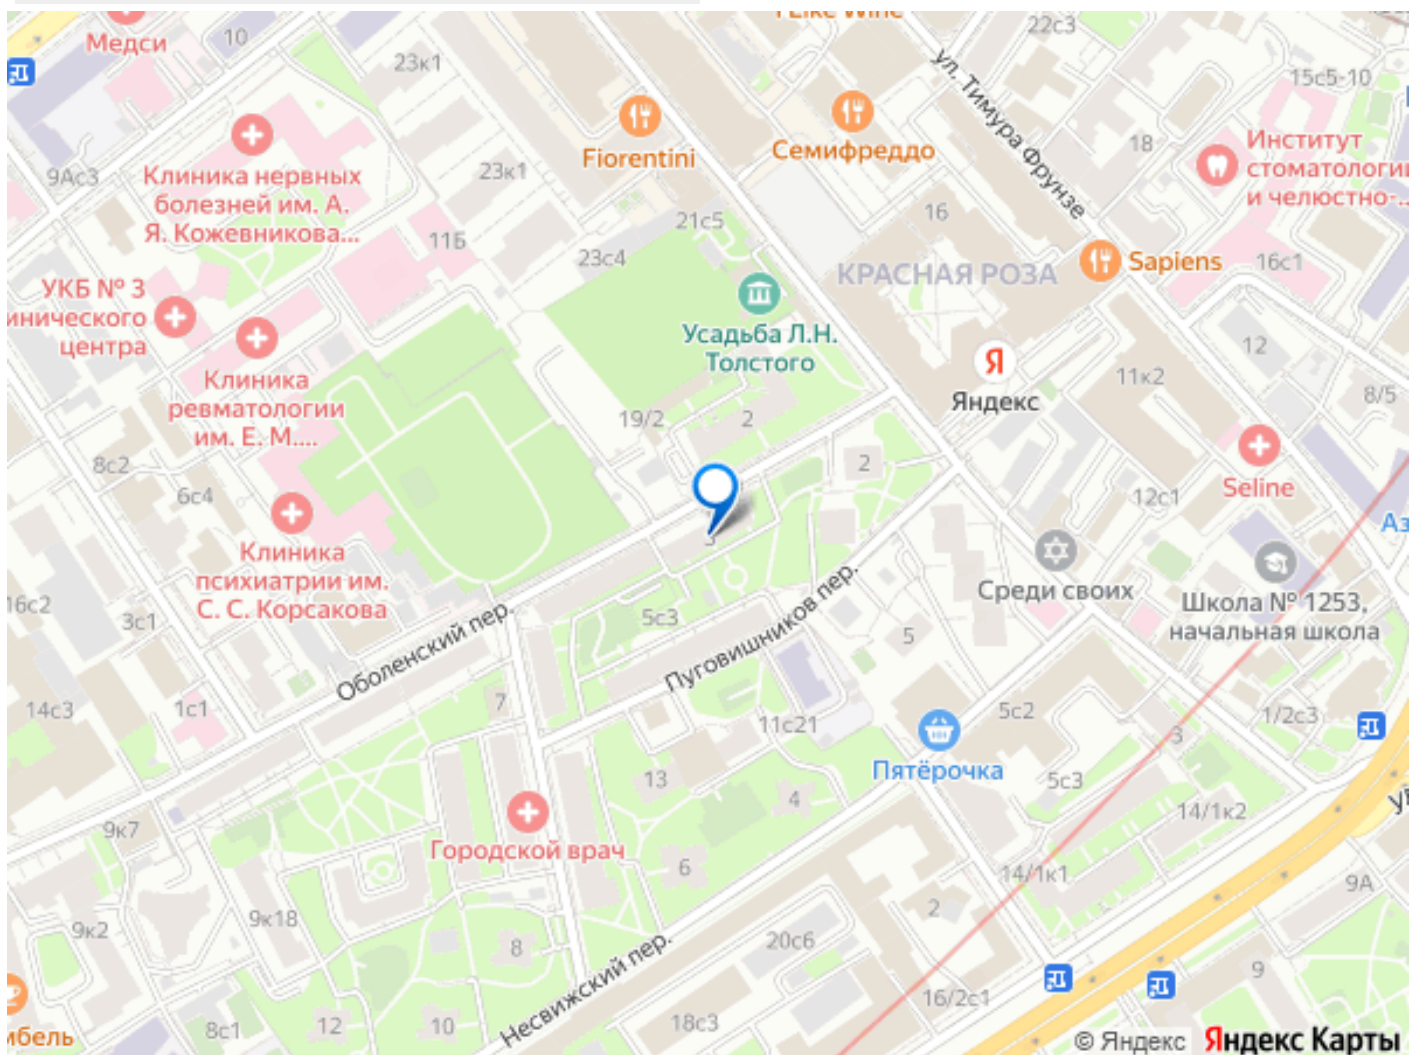 I Like Wine
22с3
Медси
10
23к1
ул. Тимура Фрунзе
15с5-10
Fiorentini
Семифреддо
18
Институт
стоматологии
и челюстно-...
9Ас3
Клиника нервных
болезней им. А.
Я. Кожевникова...
23к1
16
21с5
11Б
23с4
КРАСНАЯ РОЗА
Sapiens
16с1
УКБ № 3
инического
центра
Усадьба Л.Н.
Толстого
12
Клиника
ревматологии
им. Е. М....
Яндекс
11к2
8/5
19/2
2
2
8с2
6с4
Seline
12с1
Аз
Клиника
психиатрии им.
С. С. Корсакова
3
Среди своих
Школа № 1253,
начальная школа
16с2
3с1
5с3
5
Оболенский пер.
Пуговишников пер.
14с3
1с1
7
11с21
5с2
3
1/2с3
Пятёрочка
13
4
5с3
14/1к2
9к7
Городской врач
6
14/1к1
9А
9к2
9к18
8
2
20с6
Несвижский пер.
9
16/2с1
ибель
8с1
12
10
18с3
© Яндекс Яндекс Карты